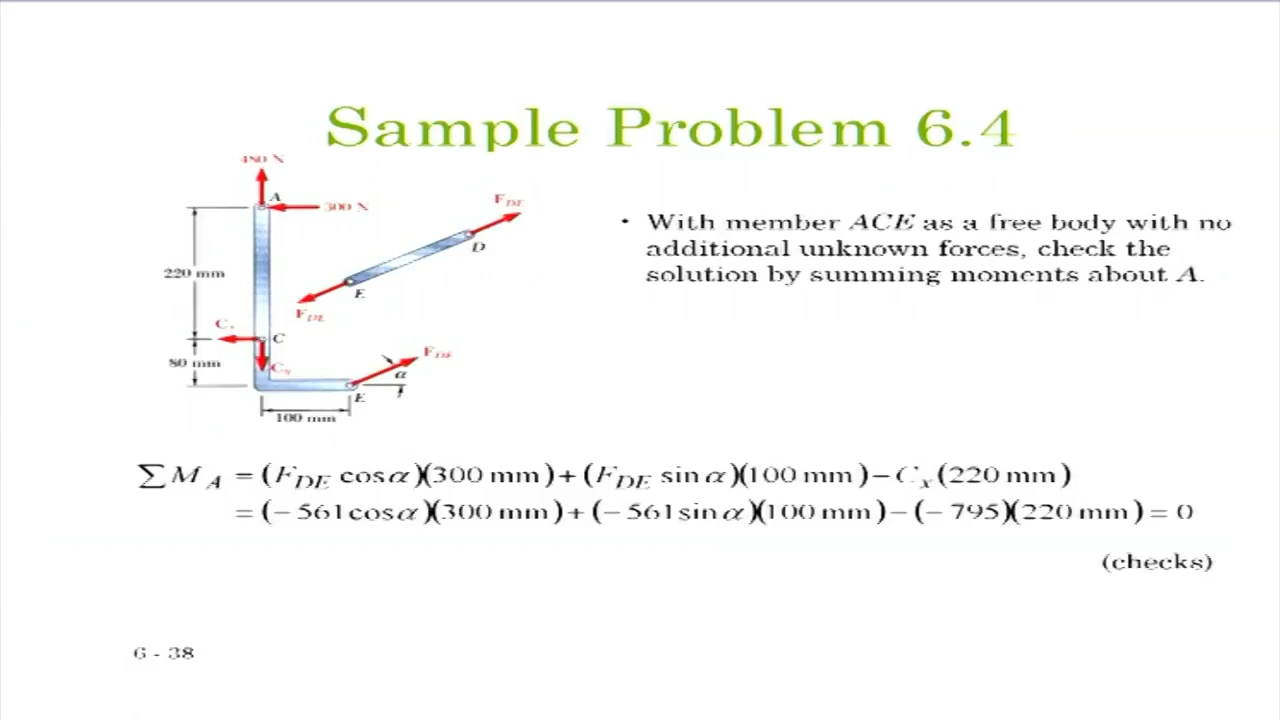 Sample Problem 6.4
480 N
A
300 N
220 mm
C
80 mm
C_y
100 mm
F_DE
D
E
F_DE
F_DE
α
E
• With member ACE as a free body with no
additional unknown forces, check the
solution by summing moments about A.
∑ M_A = (F_DE cos α)(300 mm) + (F_DE sin α)(100 mm) − C_x(220 mm)
= (− 561 cos α)(300 mm) + (− 561 sin α)(100 mm) − (− 795)(220 mm) = 0
(checks)
6 - 38